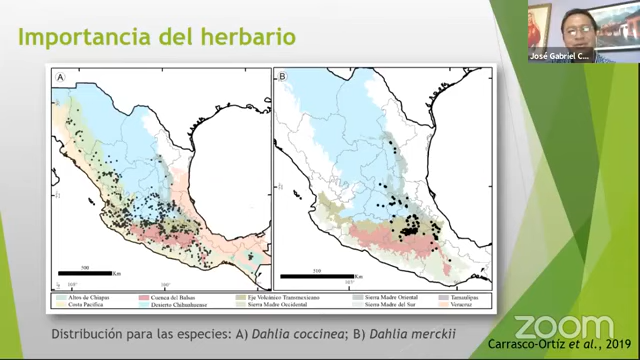 Importancia del herbario
José Gabriel C...
A
B
500
Km
510
Km
Altos de Chiapas
Cuenca del Balsas
Eje Volcánico Transmexicano
Sierra Madre Oriental
Tamaulipas
Costa Pacífica
Desierto Chihuahuense
Sierra Madre Occidental
Sierra Madre del Sur
Veracruz
Distribución para las especies: A) Dahlia coccinea; B) Dahlia merckii
zoom
Carrasco-Ortiz et al., 2019